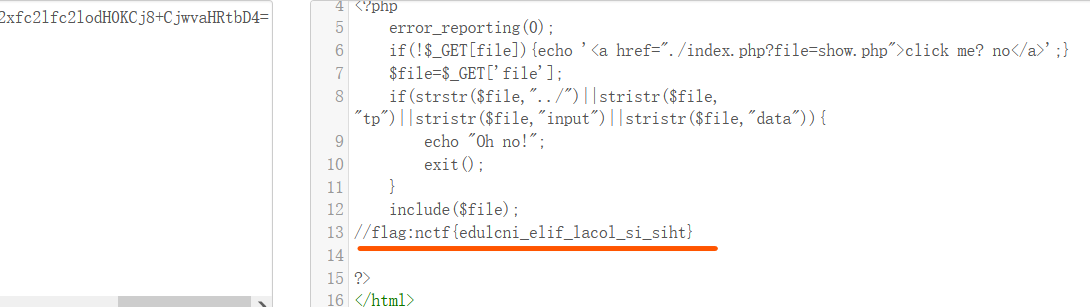 2xfc2lfc2lodH0KCj8+CjwvaHRtbD4=
4 <?php
5 error_reporting(0);
6 if(!$_GET[file]){echo '<a href="./index.php?file=show.php">click me? no</a>';}
7 $file=$_GET['file'];
8 if(strstr($file,"../")||stristr($file,
"tp")||stristr($file,"input")||stristr($file,"data")){
9 echo "Oh no!";
10 exit();
11 }
12 include($file);
13 //flag:nctf{edulcni_elif_lacol_si_siht}
14
15 ?>
16 </html>